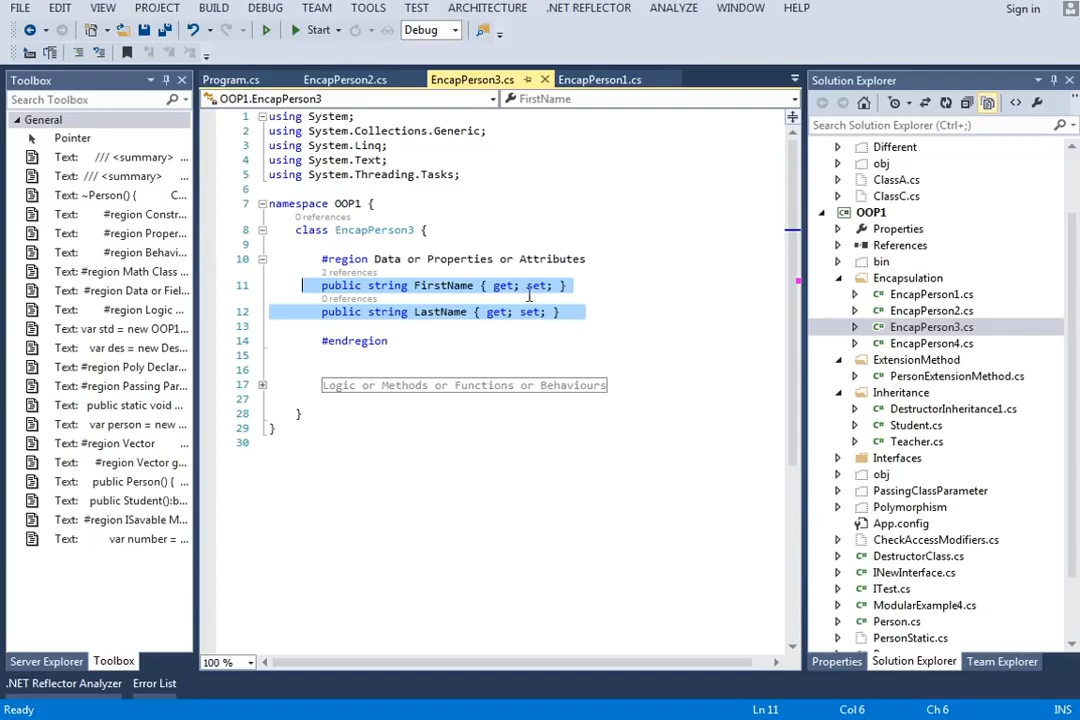 FILE EDIT VIEW PROJECT BUILD DEBUG TEAM TOOLS TEST ARCHITECTURE .NET REFLECTOR ANALYZE WINDOW HELP Sign in
Start Debug
Toolbox
Search Toolbox
General
Pointer
Text: /// <summary> ...
Text: /// <summary> ...
Text: ~Person() { C...
Text: #region Constr...
Text: #region Proper...
Text: #region Behavi...
Text: #region Math Class ...
Text: #region Data or Fiel...
Text: #region Logic ...
Text: var std = new OOP1...
Text: var des = new Des...
Text: #region Poly Declar...
Text: #region Passing Par...
Text: public static void ...
Text: var person = new ...
Text: #region Vector ...
Text: #region Vector g...
Text: public Person() { ...
Text: public Student():b...
Text: #region ISavable M...
Text: var number = ...
Server Explorer Toolbox
.NET Reflector Analyzer Error List
Program.cs EncapPerson2.cs EncapPerson3.cs EncapPerson1.cs
OOP1.EncapPerson3 FirstName
1 using System;
2 using System.Collections.Generic;
3 using System.Linq;
4 using System.Text;
5 using System.Threading.Tasks;
6
7 namespace OOP1 {
0 references
8 class EncapPerson3 {
9
10 #region Data or Properties or Attributes
2 references
11 public string FirstName { get; set; }
0 references
12 public string LastName { get; set; }
13
14 #endregion
15
16
17 Logic or Methods or Functions or Behaviours
27
28 }
29 }
30
100 %
Solution Explorer
Search Solution Explorer (Ctrl+;)
Different
obj
ClassA.cs
ClassC.cs
OOP1
Properties
References
bin
Encapsulation
EncapPerson1.cs
EncapPerson2.cs
EncapPerson3.cs
EncapPerson4.cs
ExtensionMethod
PersonExtensionMethod.cs
Inheritance
DestructorInheritance1.cs
Student.cs
Teacher.cs
Interfaces
obj
PassingClassParameter
Polymorphism
App.config
CheckAccessModifiers.cs
DestructorClass.cs
INewInterface.cs
ITest.cs
ModularExample4.cs
Person.cs
PersonStatic.cs
Properties Solution Explorer Team Explorer
Ready Ln 11 Col 6 Ch 6 INS